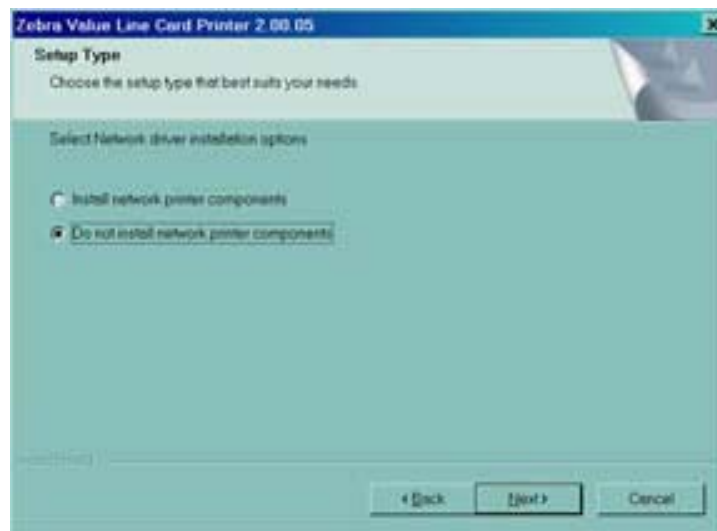 Zebra Value Line Card Printer 2.00.05
Setup Type
Choose the setup type that best suits your needs
Select Network driver installation options
Install network printer components
Do not install network printer components
< Back
Next >
Cancel